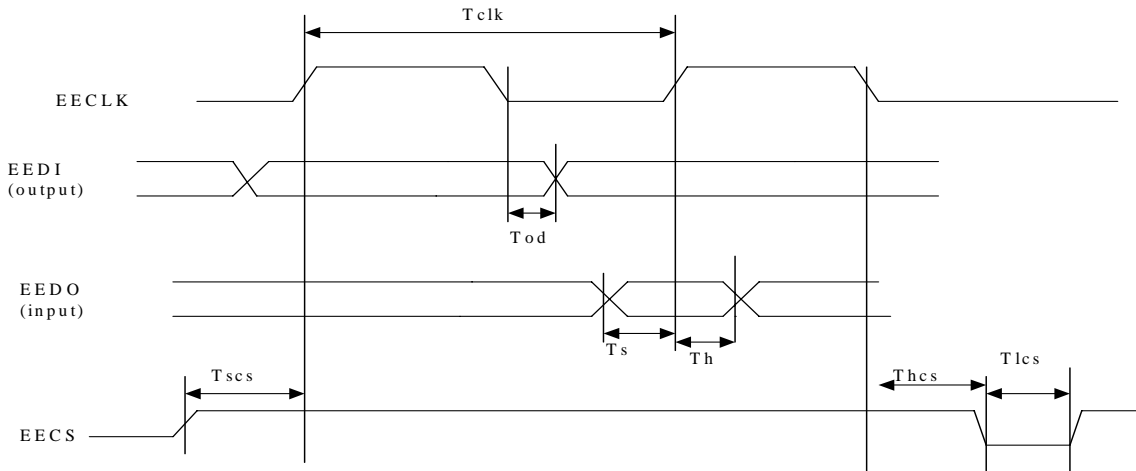 Tclk
EECLK
EEDI
(output)
Tod
EEDO
(input)
Ts
Th
Tscs
Thcs
Tlcs
EECS